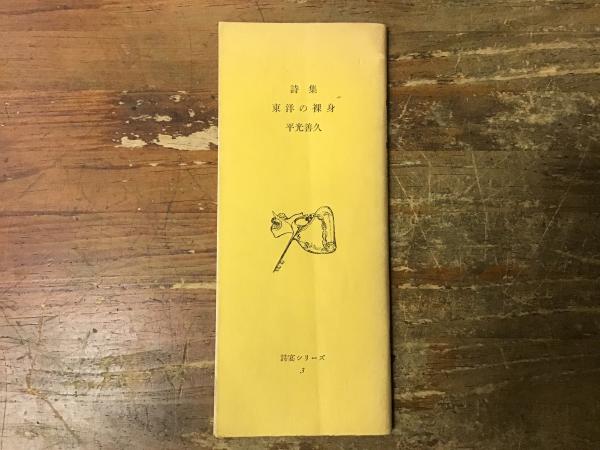 詩集
東洋の裸身
平光善久
詩宴シリーズ
3